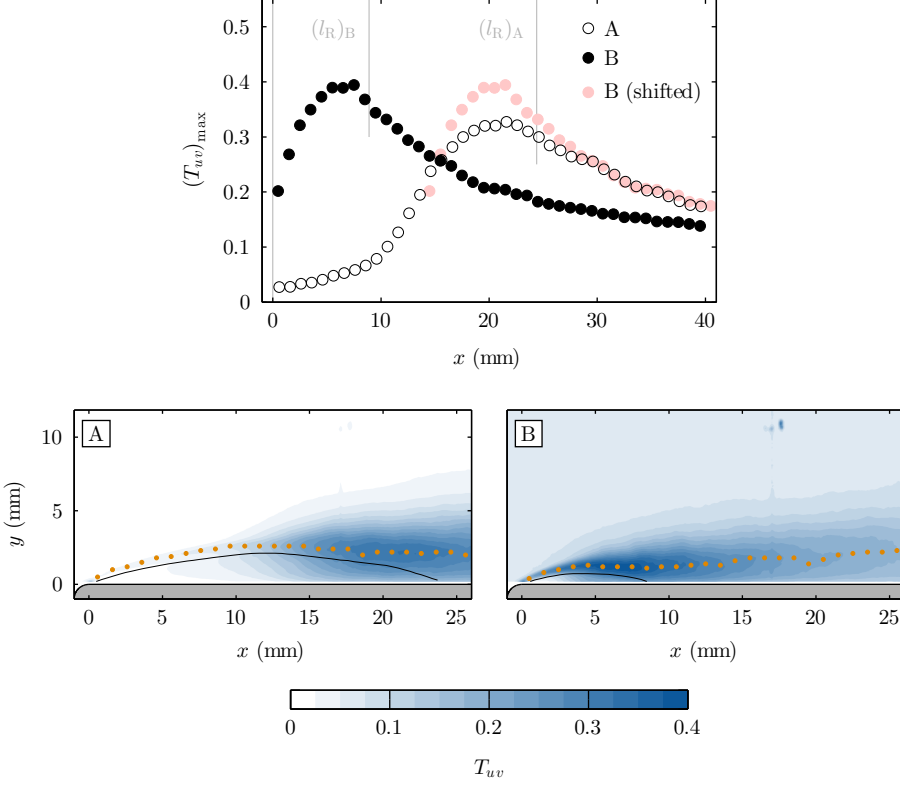 0.5
0.4
0.3
0.2
0.1
0
(T_uv)_max
(l_R)_B
(l_R)_A
A
B
B (shifted)
0 10 20 30 40
x (mm)
A
B
10
5
0
y (mm)
0 5 10 15 20 25
0 5 10 15 20 25
x (mm)
x (mm)
0 0.1 0.2 0.3 0.4
T_uv